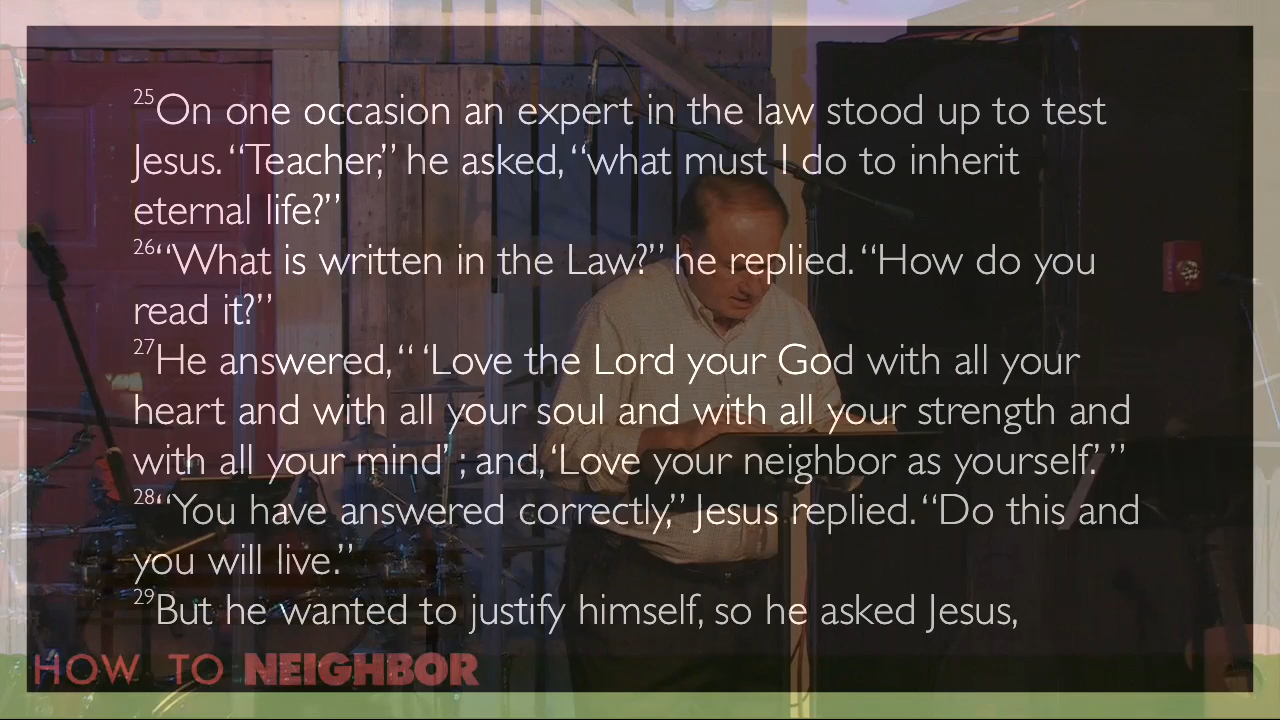 25On one occasion an expert in the law stood up to test
Jesus. “Teacher,” he asked, “what must I do to inherit
eternal life?”
26“What is written in the Law?” he replied. “How do you
read it?”
27He answered, “ ‘Love the Lord your God with all your
heart and with all your soul and with all your strength and
with all your mind’ ; and, ‘Love your neighbor as yourself.’ ”
28“You have answered correctly,” Jesus replied. “Do this and
you will live.”
29But he wanted to justify himself, so he asked Jesus,
HOW TO NEIGHBOR